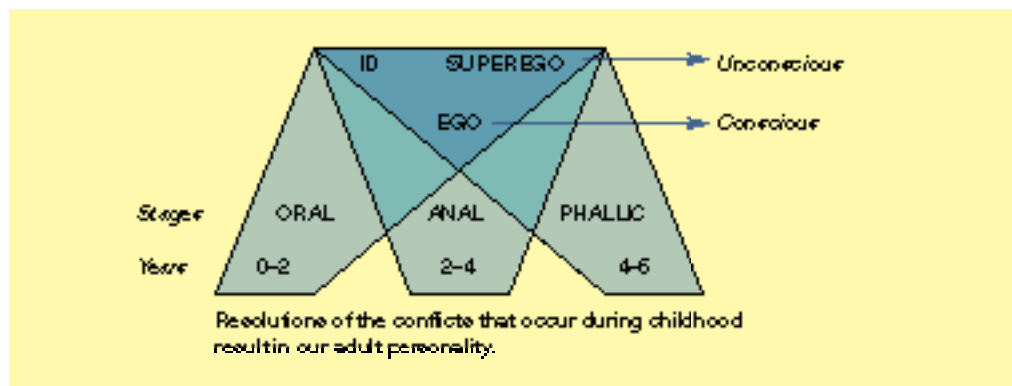 ID SUPEREGO Unconscious
EGO Conscious
Stages ORAL ANAL PHALLIC
Years 0–2 2–4 4–6
Resolutions of the conflicts that occur during childhood
result in our adult personality.